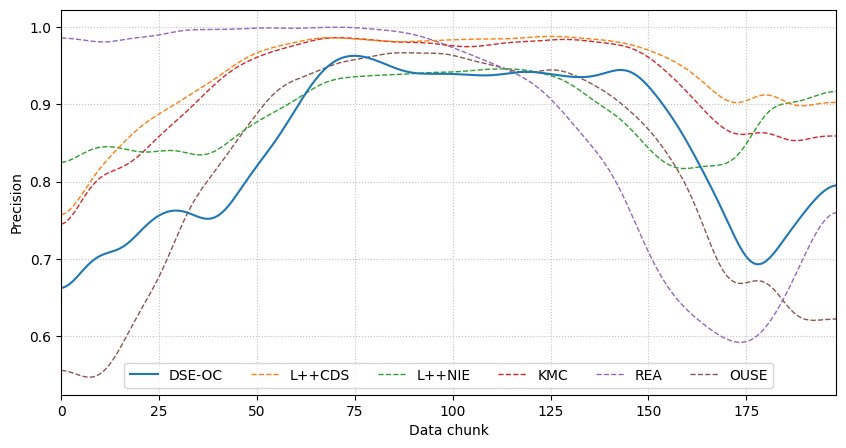 1.0
0.9
0.8
0.7
0.6
Precision
DSE-OC L++CDS L++NIE KMC REA OUSE
0 25 50 75 100 125 150 175
Data chunk